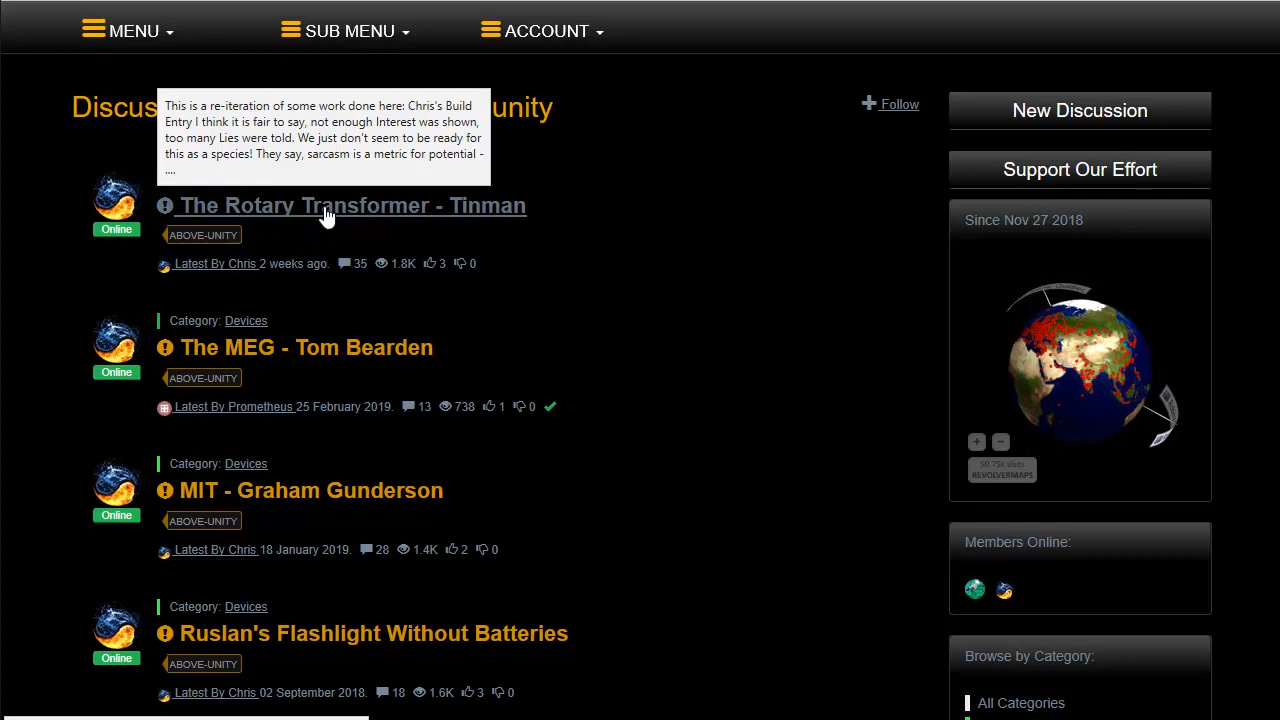 MENU
SUB MENU
ACCOUNT
Discus
unity
This is a re-iteration of some work done here: Chris's Build
Entry I think it is fair to say, not enough Interest was shown,
too many Lies were told. We just don't seem to be ready for
this as a species! They say, sarcasm is a metric for potential -
....
Follow
The Rotary Transformer - Tinman
Online
ABOVE-UNITY
Latest By Chris 2 weeks ago. 35 1.8K 3 0
Category: Devices
The MEG - Tom Bearden
Online
ABOVE-UNITY
Latest By Prometheus 25 February 2019. 13 738 1 0
Category: Devices
MIT - Graham Gunderson
Online
ABOVE-UNITY
Latest By Chris 18 January 2019. 28 1.4K 2 0
Category: Devices
Ruslan's Flashlight Without Batteries
Online
ABOVE-UNITY
Latest By Chris 02 September 2018. 18 1.6K 3 0
New Discussion
Support Our Effort
Since Nov 27 2018
+ −
50.75k visits
REVOLVERMAPS
Members Online:
Browse by Category:
All Categories